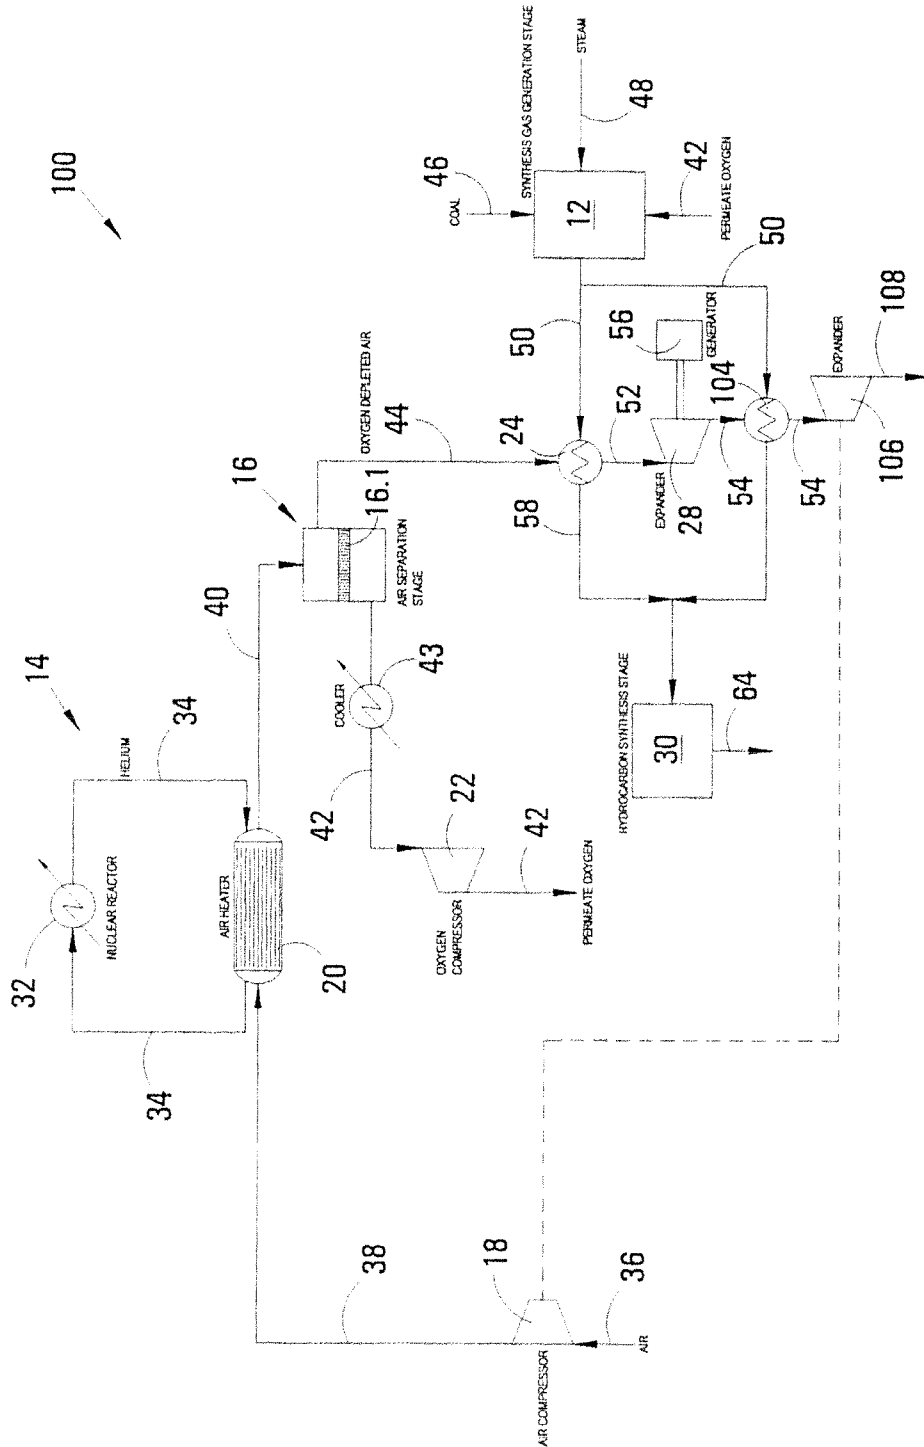 32
34
14
100
NUCLEAR REACTOR
HELIUM
34
34
AIR HEATER
20
40
16
38
OXYGEN DEPLETED AIR
44
16.1
AIR SEPARATION
STAGE
COOLER
43
42
22
46
COAL
OXYGEN
COMPRESSOR
42
18
AIR COMPRESSOR
24
58
50
SYNTHESIS GAS GENERATION STAGE
12
STEAM
48
PERMEATE OXYGEN
36
AIR
52
56
EXPANDER
28
GENERATOR
42
PERMEATE OXYGEN
HYDROCARBON SYNTHESIS STAGE
30
64
54
104
50
54
EXPANDER
106
108